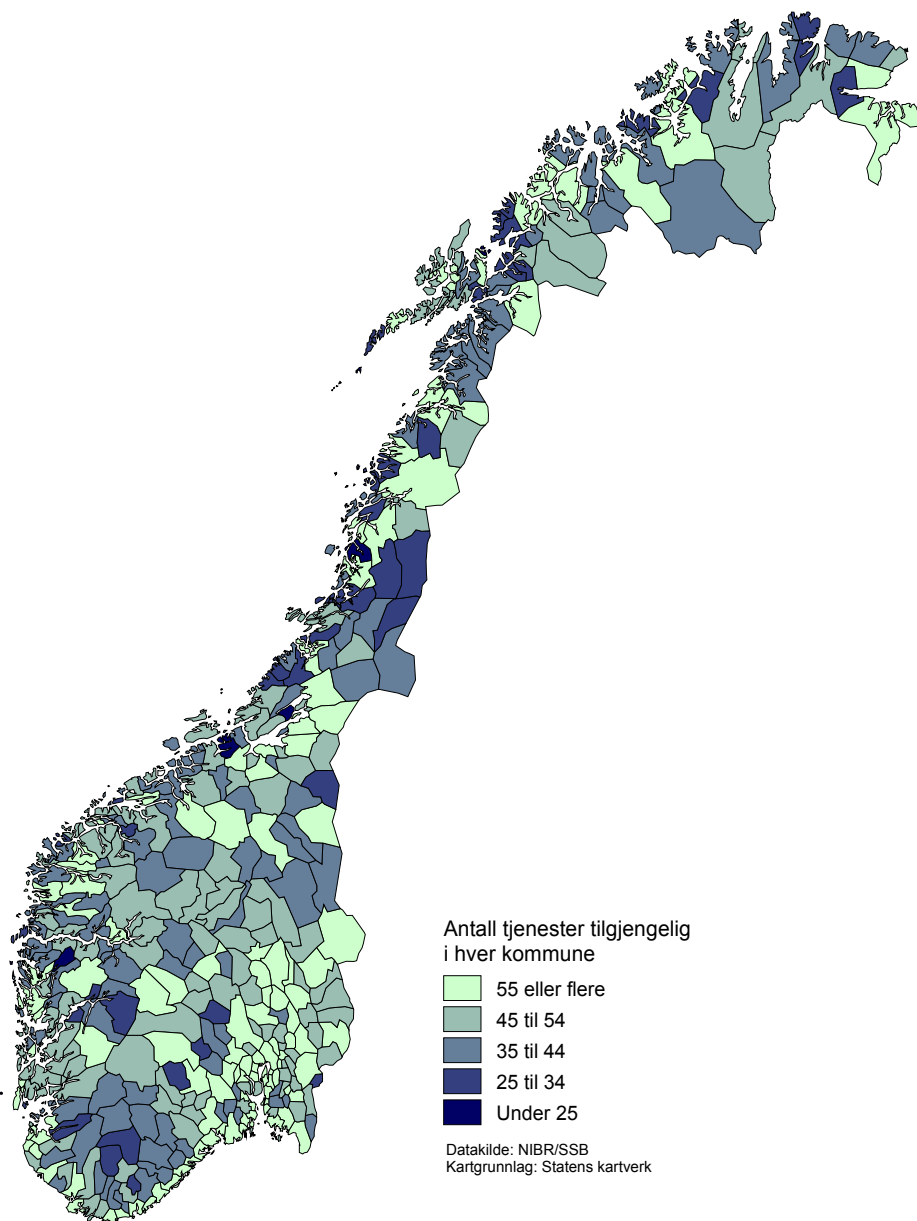 Antall tjenester tilgjengelig
i hver kommune
55 eller flere
45 til 54
35 til 44
25 til 34
Under 25
Datakilde: NIBR/SSB
Kartgrunnlag: Statens kartverk